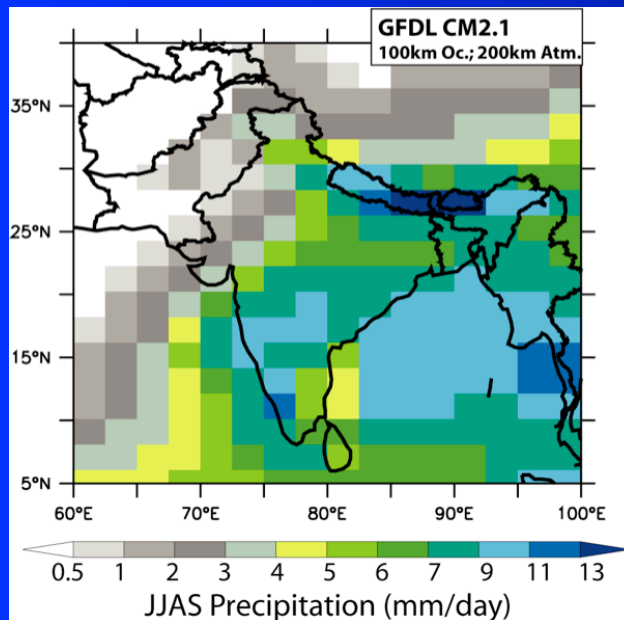 GFDL CM2.1
100km Oc.; 200km Atm.
35°N
25°N
15°N
5°N
60°E 70°E 80°E 90°E 100°E
0.5 1 2 3 4 5 6 7 9 11 13
JJAS Precipitation (mm/day)